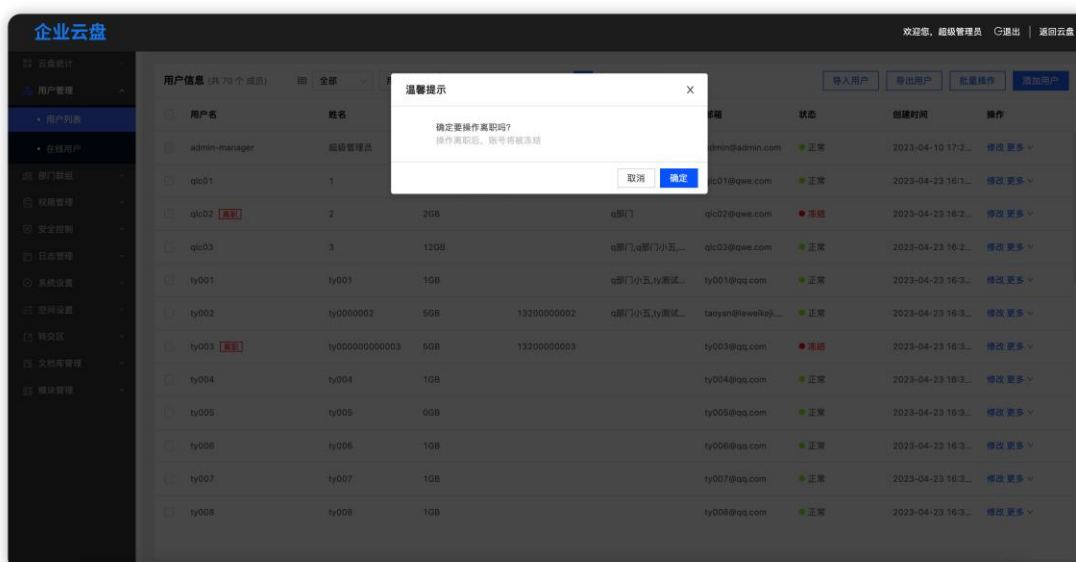 企业云盘
欢迎您，超级管理员 退出 | 返回云盘
云盘统计
用户管理
• 用户列表
• 在线用户
部门群组
权限管理
安全控制
日志管理
系统设置
空间设置
转交区
文档库管理
模块管理
用户信息 (共 70 个成员) 全部
导入用户 导出用户 批量操作 添加用户
温馨提示 X
确定要操作离职吗?
操作离职后，账号将被冻结
取消 确定
用户名 姓名 邮箱 状态 创建时间 操作
admin-manager 超级管理员 admin@admin.com 正常 2023-04-10 17:2... 修改 更多
qlc01 1 qlc01@qwe.com 正常 2023-04-23 16:1... 修改 更多
qlc02 离职 2 2GB q部门 qlc02@qwe.com 冻结 2023-04-23 16:2... 修改 更多
qlc03 3 12GB q部门,q部门小五,... qlc03@qwe.com 正常 2023-04-23 16:2... 修改 更多
ty001 ty001 1GB q部门小五,ty测试... ty001@qq.com 正常 2023-04-23 16:3... 修改 更多
ty002 ty0000002 5GB 13200000002 q部门小五,ty测试... taoyan@leweikeji.... 正常 2023-04-23 16:3... 修改 更多
ty003 离职 ty000000000003 5GB 13200000003 ty003@qq.com 冻结 2023-04-23 16:3... 修改 更多
ty004 ty004 1GB ty004@qq.com 正常 2023-04-23 16:3... 修改 更多
ty005 ty005 0GB ty005@qq.com 正常 2023-04-23 16:3... 修改 更多
ty006 ty006 1GB ty006@qq.com 正常 2023-04-23 16:3... 修改 更多
ty007 ty007 1GB ty007@qq.com 正常 2023-04-23 16:3... 修改 更多
ty008 ty008 1GB ty008@qq.com 正常 2023-04-23 16:3... 修改 更多